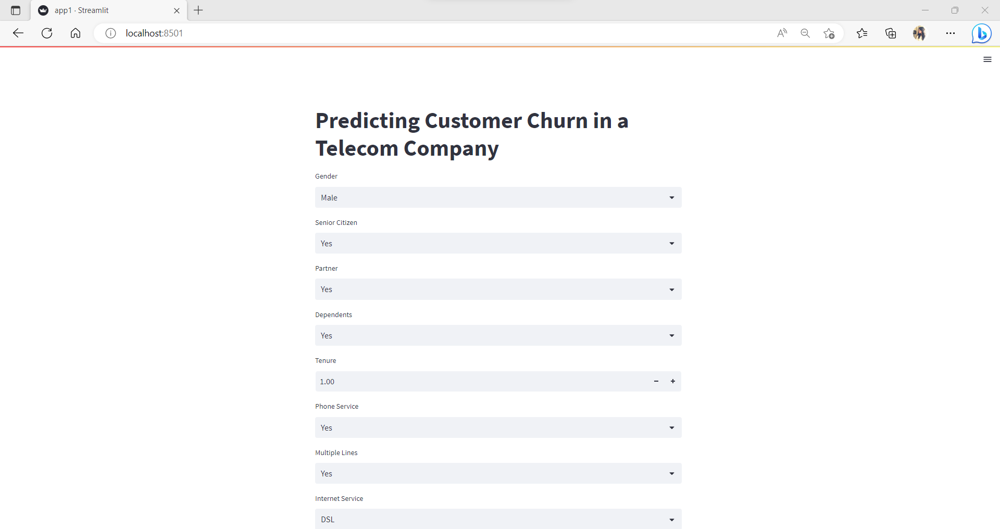 app1 · Streamlit
localhost:8501
Predicting Customer Churn in a
Telecom Company
Gender
Male
Senior Citizen
Yes
Partner
Yes
Dependents
Yes
Tenure
1.00
Phone Service
Yes
Multiple Lines
Yes
Internet Service
DSL